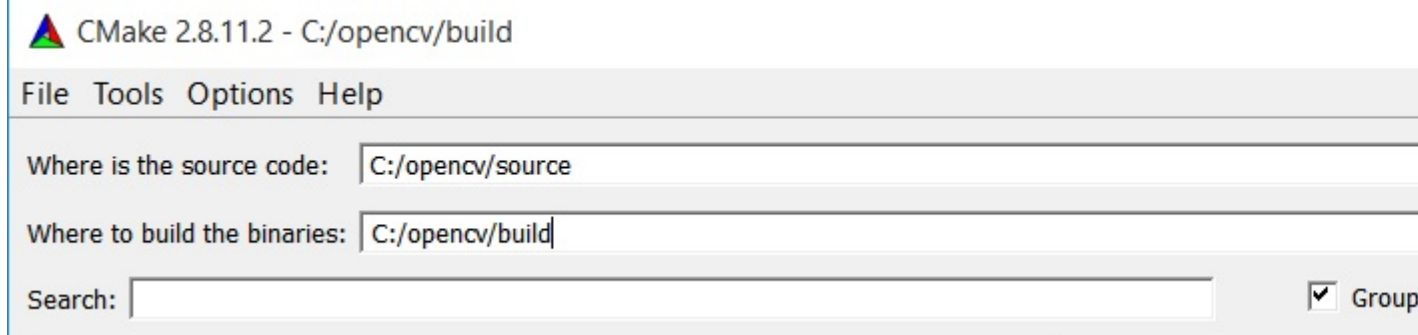 CMake 2.8.11.2 - C:/opencv/build
File Tools Options Help
Where is the source code: C:/opencv/source
Where to build the binaries: C:/opencv/build
Search: Group